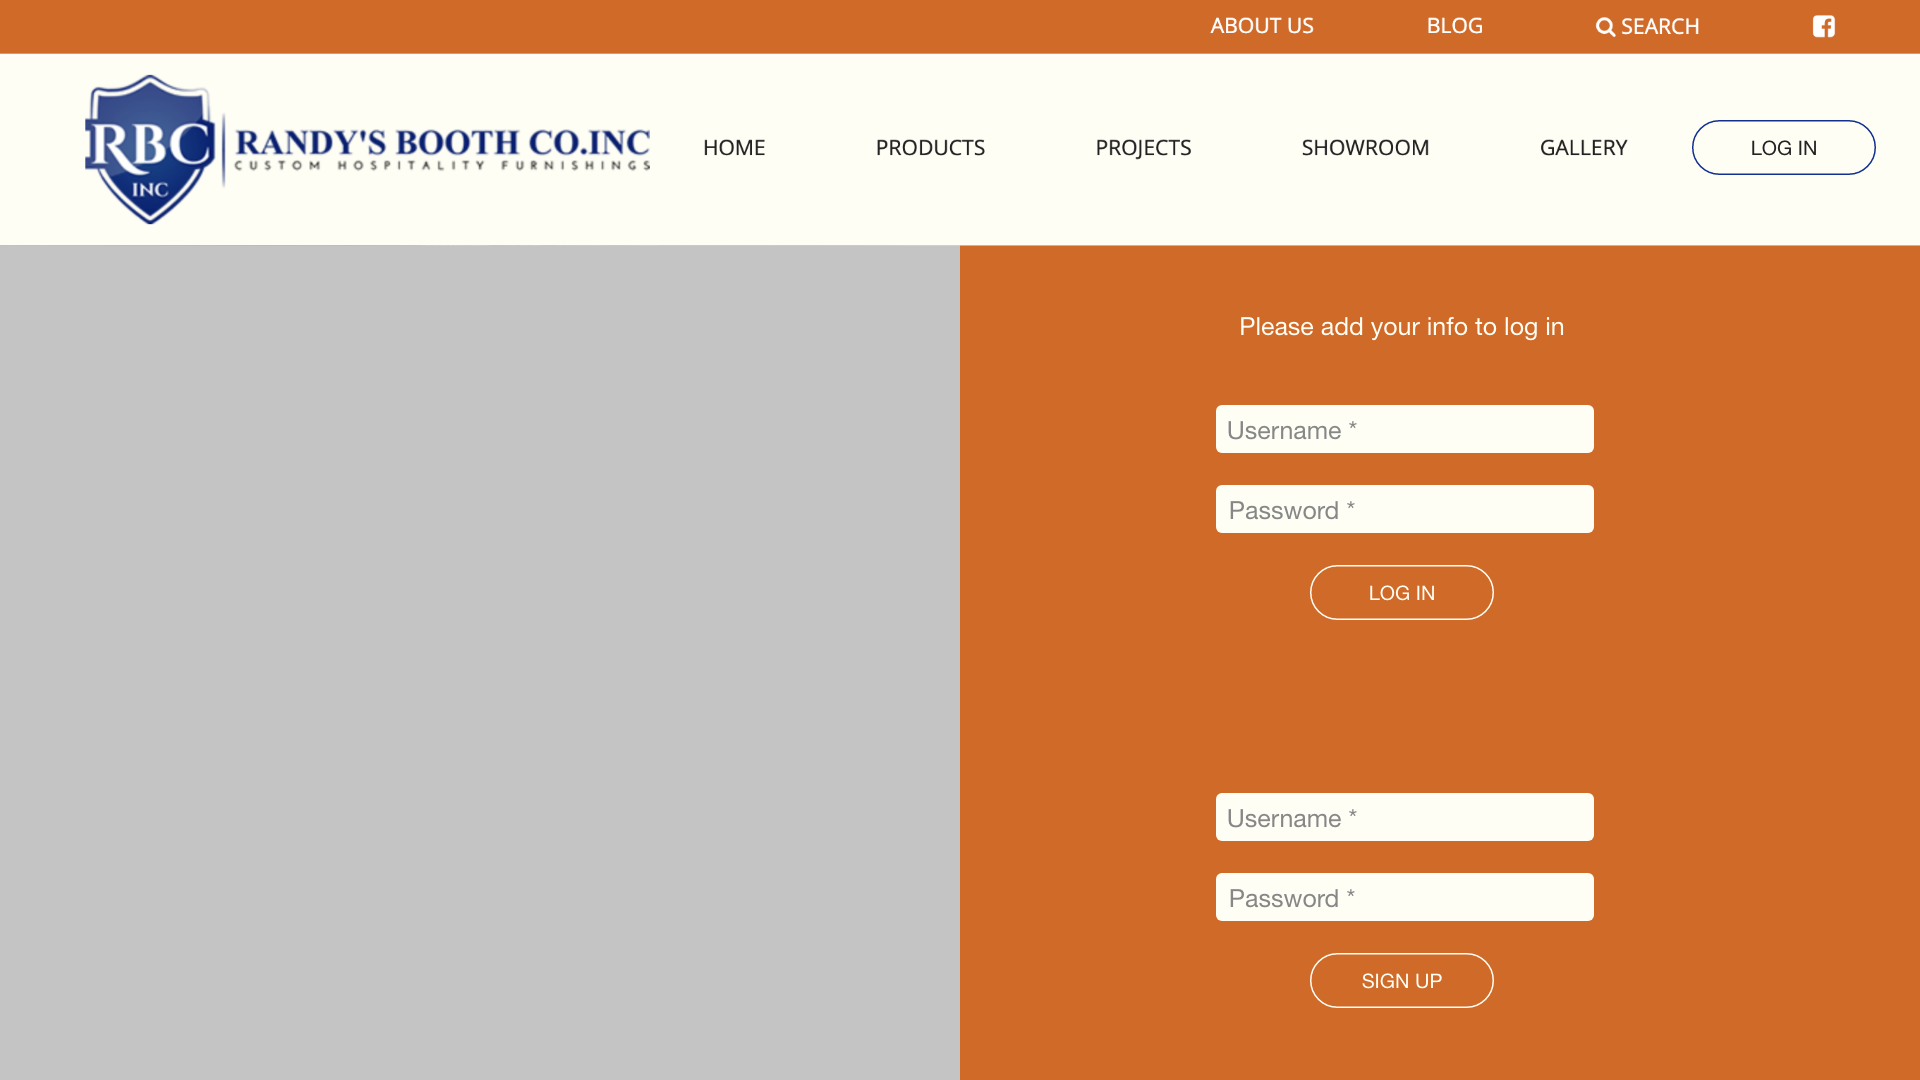 ABOUT US BLOG SEARCH
RBC
INC
RANDY'S BOOTH CO.INC
CUSTOM HOSPITALITY FURNISHINGS
HOME PRODUCTS PROJECTS SHOWROOM GALLERY LOG IN
Please add your info to log in
Username *
Password *
LOG IN
Username *
Password *
SIGN UP